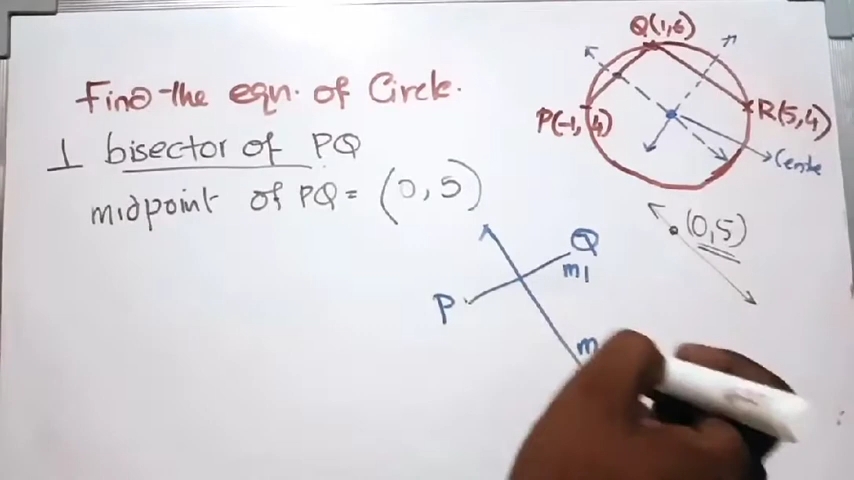 Find the eqn. of Circle.
⊥ bisector of PQ
midpoint of PQ = (0,5)
Q(1,6)
P(-1,4)
R(5,4)
Centre
(0,5)
Q
m1
P
m